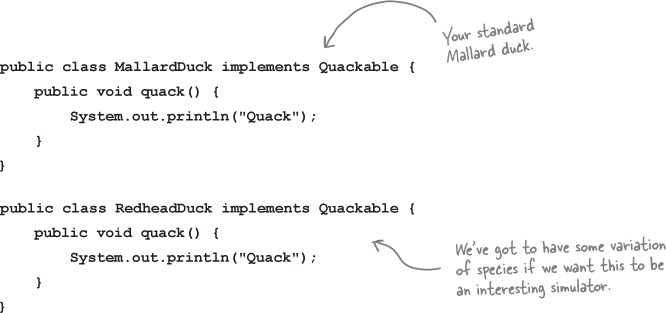 Your standard
Mallard duck.
public class MallardDuck implements Quackable {
    public void quack() {
        System.out.println("Quack");
    }
}
public class RedheadDuck implements Quackable {
    public void quack() {
        System.out.println("Quack");
    }
}
We've got to have some variation
of species if we want this to be
an interesting simulator.